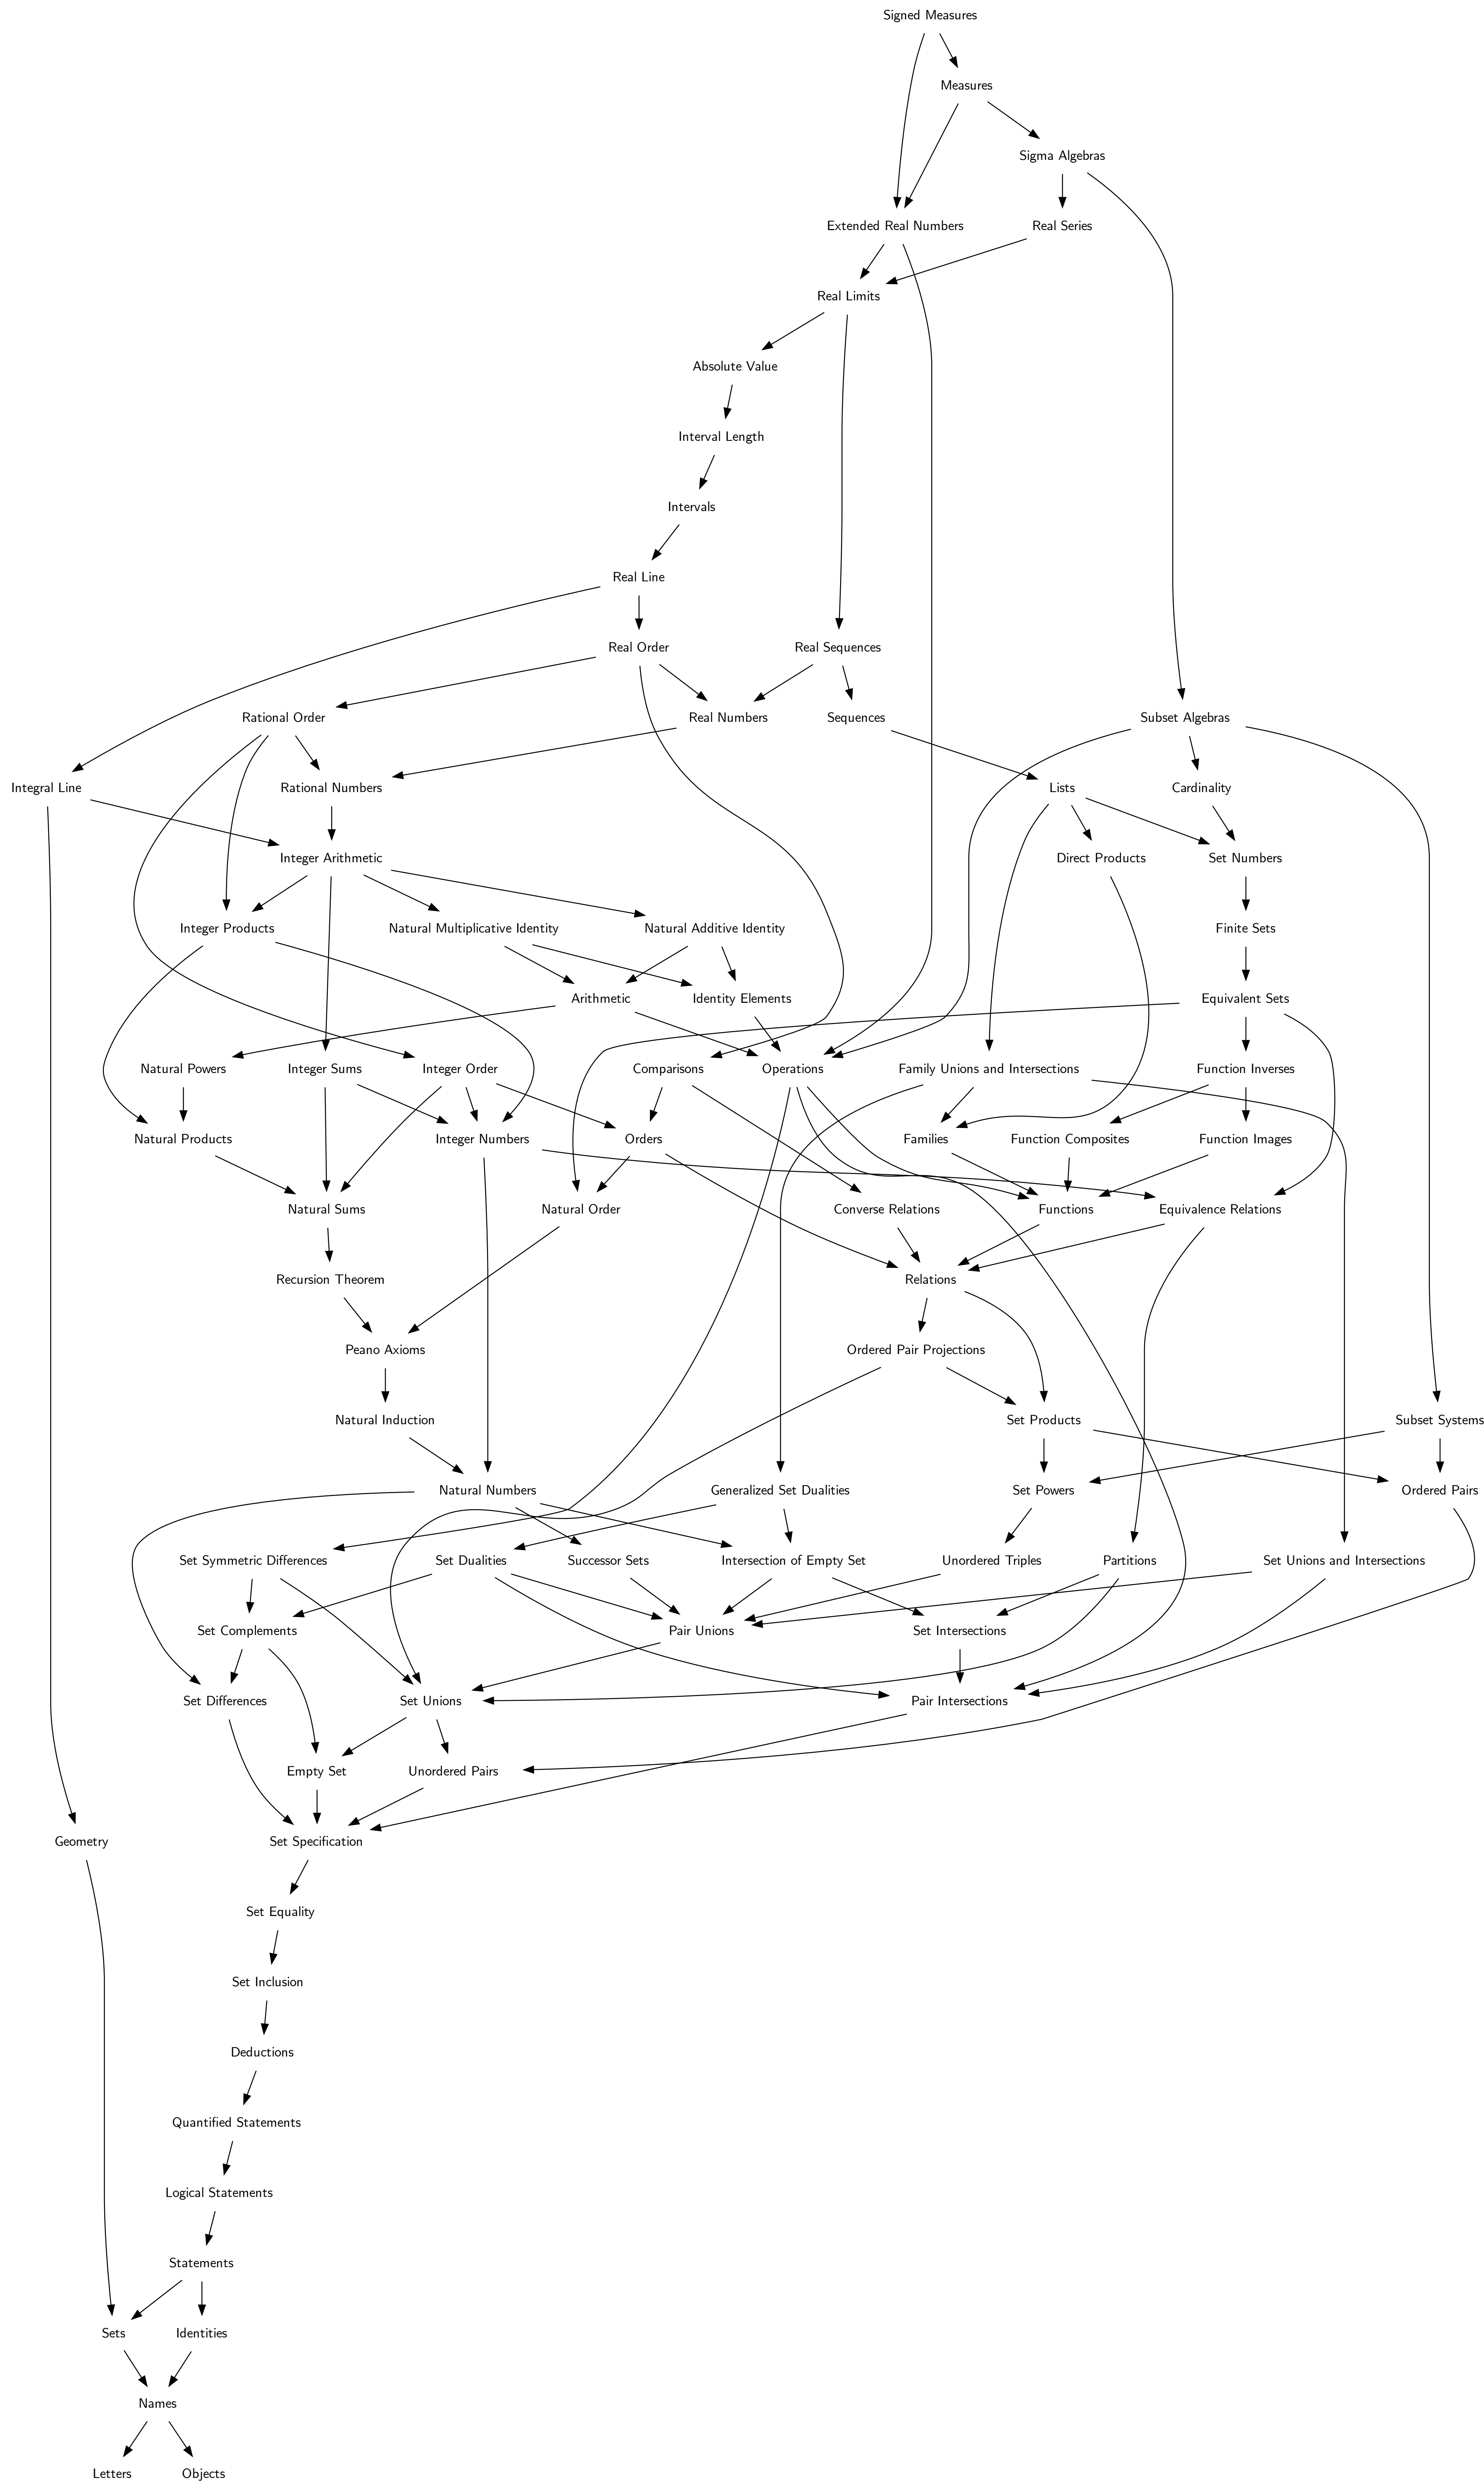 Signed Measures
Measures
Sigma Algebras
Extended Real Numbers
Real Series
Real Limits
Absolute Value
Interval Length
Intervals
Real Line
Real Order
Real Sequences
Rational Order
Real Numbers
Sequences
Subset Algebras
Integral Line
Rational Numbers
Lists
Cardinality
Integer Arithmetic
Direct Products
Set Numbers
Integer Products
Natural Multiplicative Identity
Natural Additive Identity
Finite Sets
Arithmetic
Identity Elements
Equivalent Sets
Natural Powers
Integer Sums
Integer Order
Comparisons
Operations
Family Unions and Intersections
Function Inverses
Natural Products
Integer Numbers
Orders
Families
Function Composites
Function Images
Natural Sums
Natural Order
Converse Relations
Functions
Equivalence Relations
Recursion Theorem
Relations
Peano Axioms
Ordered Pair Projections
Natural Induction
Set Products
Subset Systems
Natural Numbers
Generalized Set Dualities
Set Powers
Ordered Pairs
Set Symmetric Differences
Set Dualities
Successor Sets
Intersection of Empty Set
Unordered Triples
Partitions
Set Unions and Intersections
Set Complements
Pair Unions
Set Intersections
Set Differences
Set Unions
Pair Intersections
Empty Set
Unordered Pairs
Geometry
Set Specification
Set Equality
Set Inclusion
Deductions
Quantified Statements
Logical Statements
Statements
Sets
Identities
Names
Letters
Objects